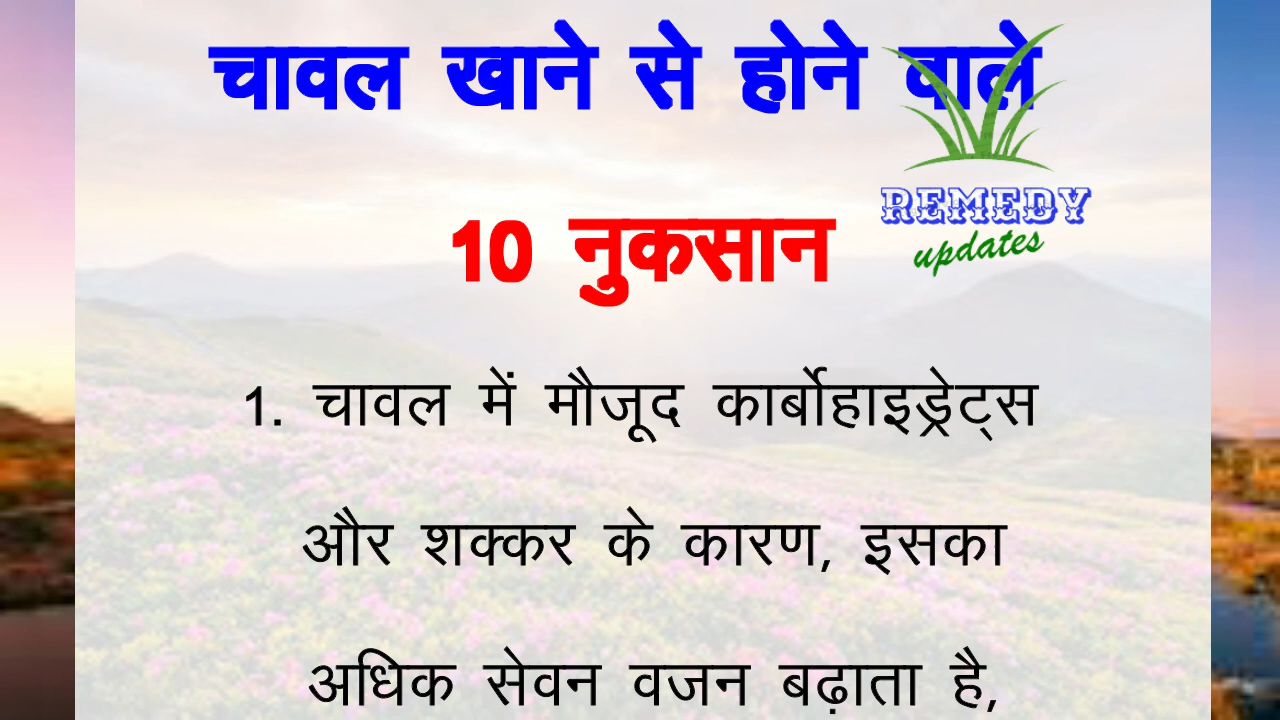 चावल खाने से होने वाले
REMEDY
updates
10 नुकसान
1. चावल में मौजूद कार्बोहाइड्रेट्स
और शक्कर के कारण, इसका
अधिक सेवन वजन बढ़ाता है,